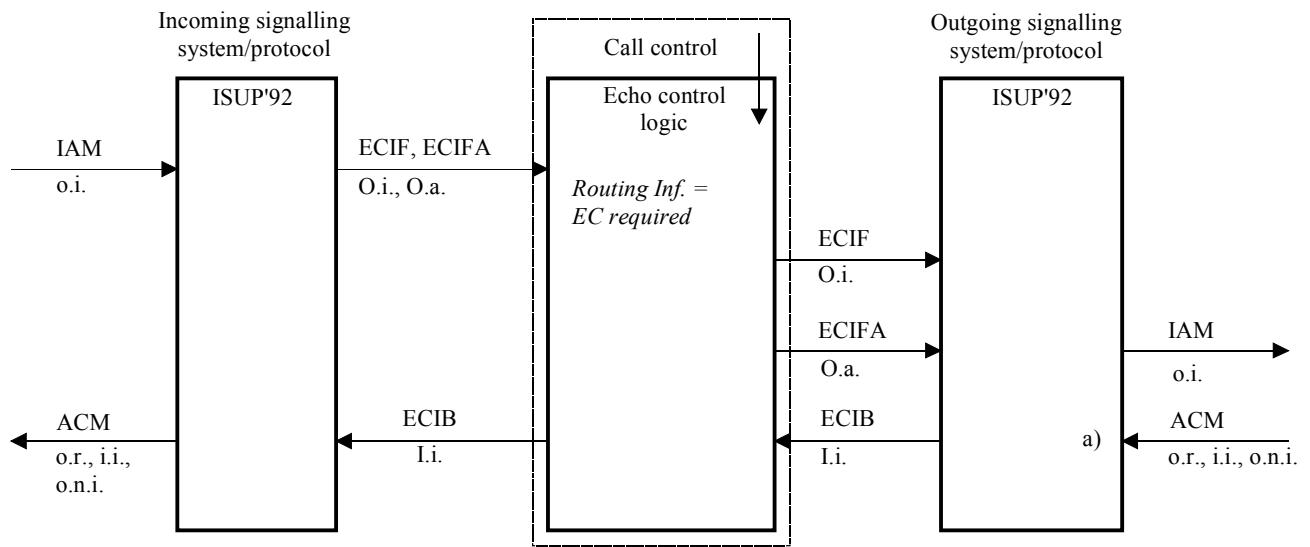 Incoming signalling
system/protocol
Call control
Outgoing signalling
system/protocol
ISUP'92
Echo control
logic
ISUP'92
IAM
o.i.
ECIF, ECIFA
O.i., O.a.
Routing Inf. =
EC required
ECIF
O.i.
ECIFA
O.a.
IAM
o.i.
ACM
o.r., i.i.,
o.n.i.
ECIB
I.i.
ECIB
I.i.
a)
ACM
o.r., i.i., o.n.i.